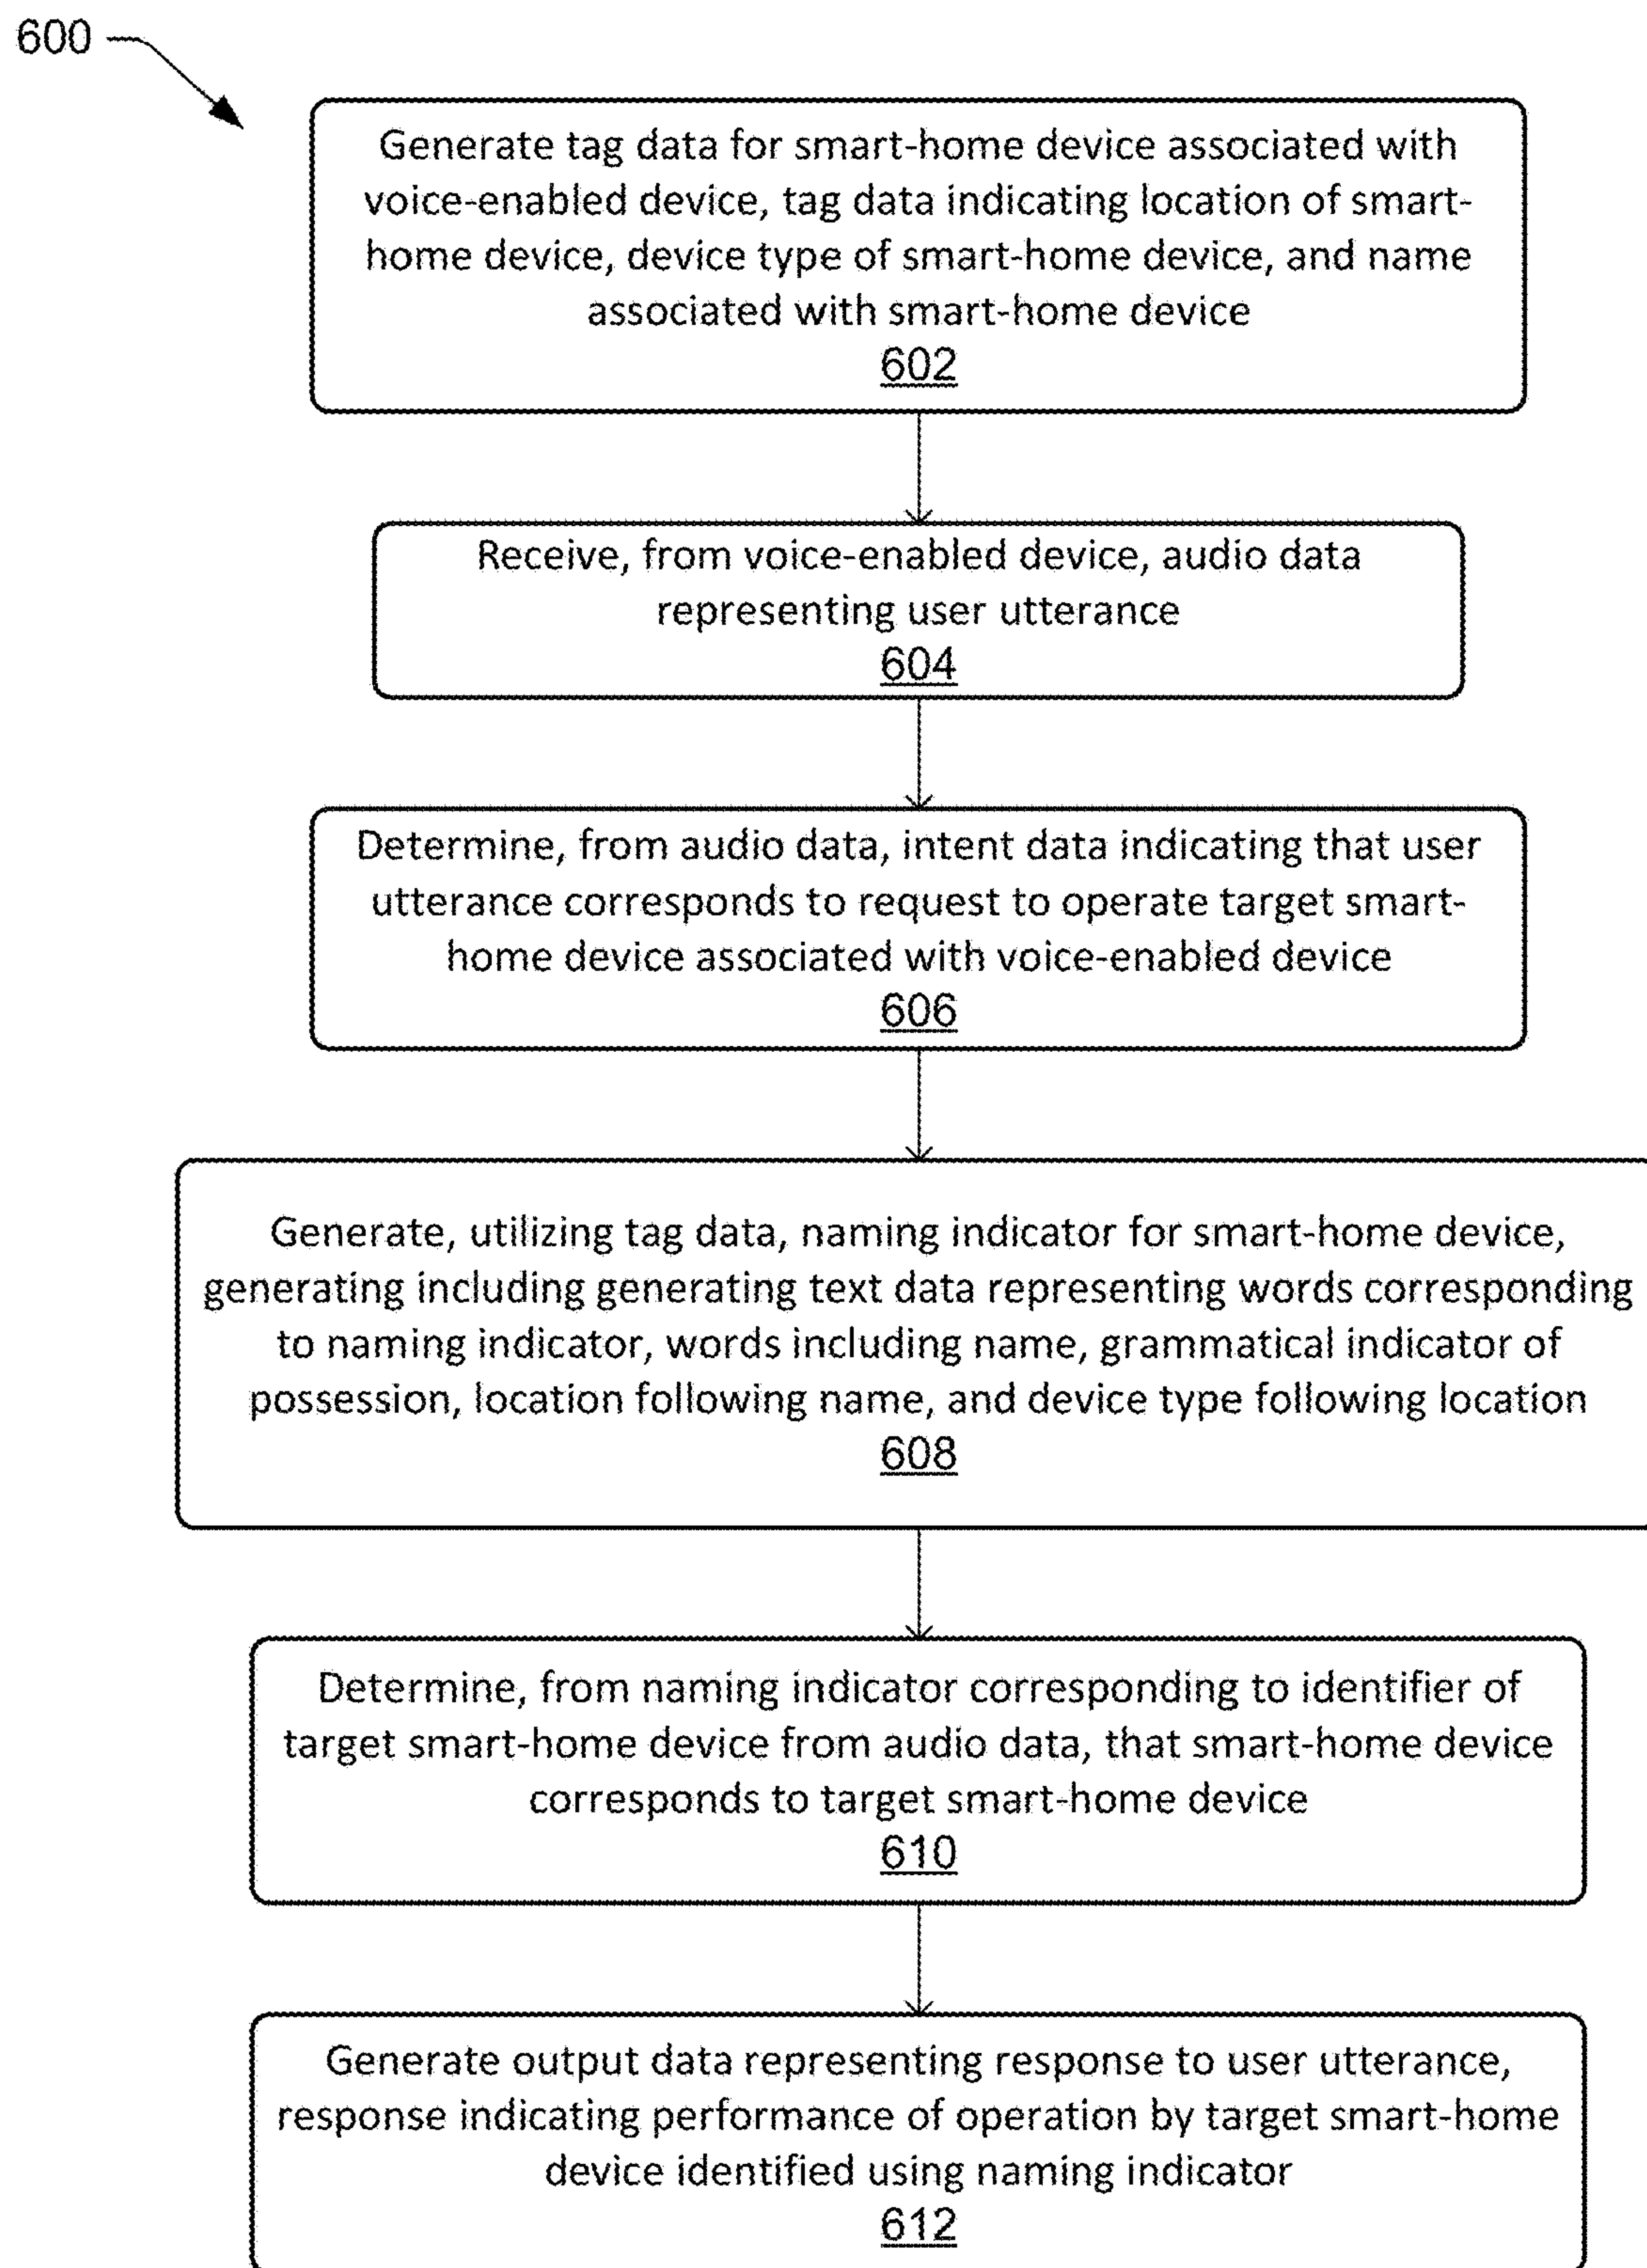 600
Generate tag data for smart-home device associated with
voice-enabled device, tag data indicating location of smart-
home device, device type of smart-home device, and name
associated with smart-home device
602
Receive, from voice-enabled device, audio data
representing user utterance
604
Determine, from audio data, intent data indicating that user
utterance corresponds to request to operate target smart-
home device associated with voice-enabled device
606
Generate, utilizing tag data, naming indicator for smart-home device,
generating including generating text data representing words corresponding
to naming indicator, words including name, grammatical indicator of
possession, location following name, and device type following location
608
Determine, from naming indicator corresponding to identifier of
target smart-home device from audio data, that smart-home device
corresponds to target smart-home device
610
Generate output data representing response to user utterance,
response indicating performance of operation by target smart-home
device identified using naming indicator
612